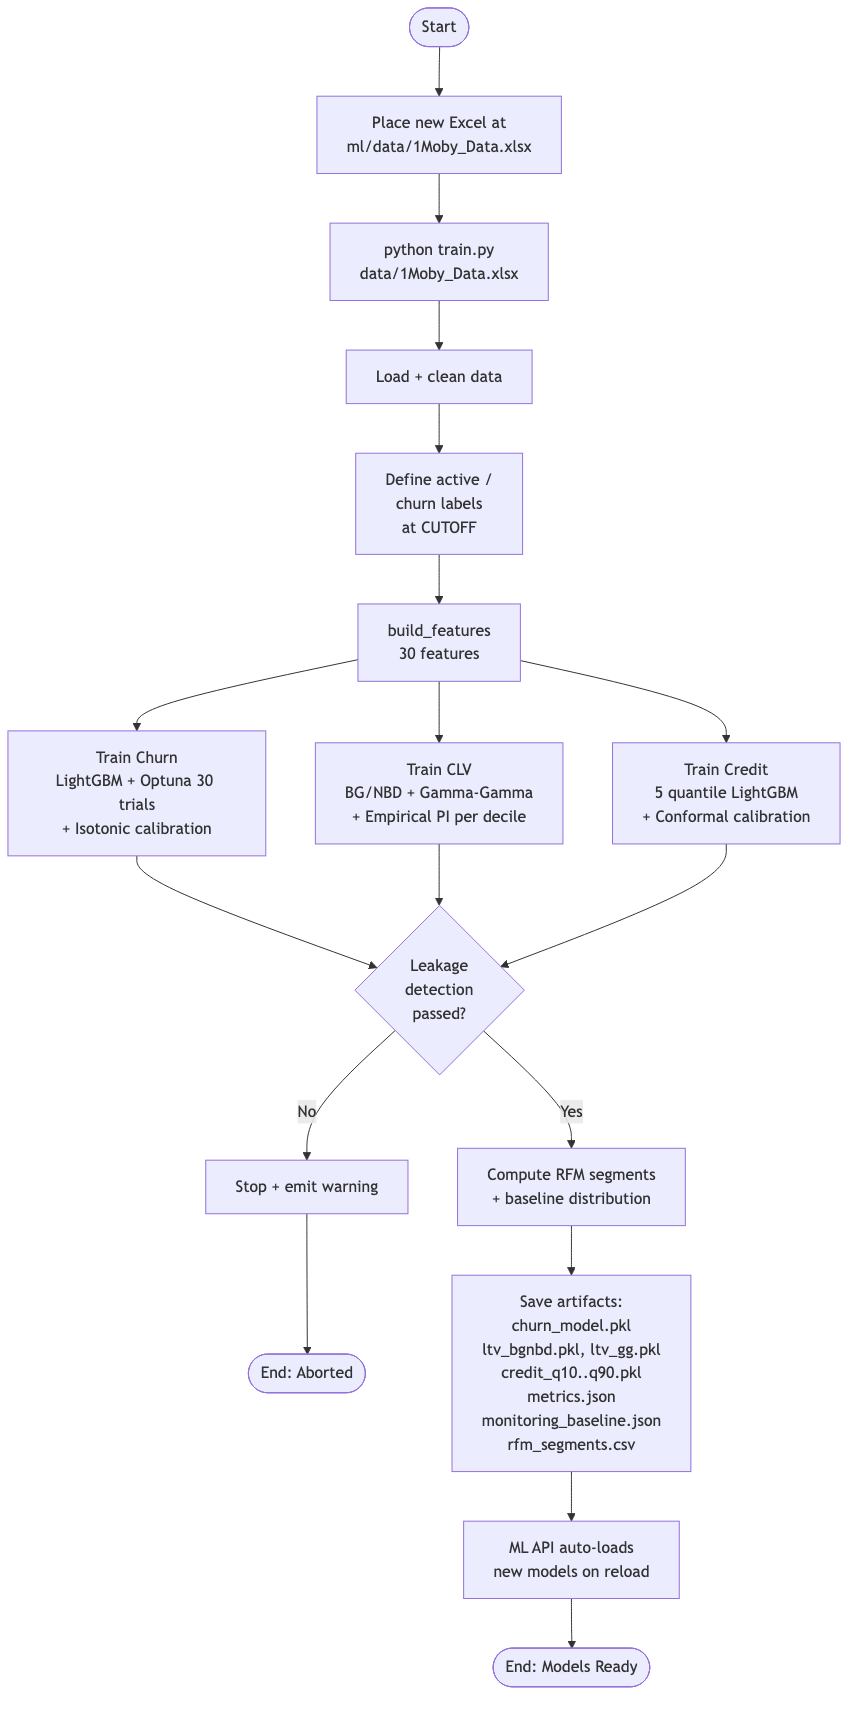 Start
Place new Excel at
ml/data/1Moby_Data.xlsx
python train.py
data/1Moby_Data.xlsx
Load + clean data
Define active /
churn labels
at CUTOFF
build_features
30 features
Train Churn
LightGBM + Optuna 30
trials
+ Isotonic calibration
Train CLV
BG/NBD + Gamma-Gamma
+ Empirical PI per decile
Train Credit
5 quantile LightGBM
+ Conformal calibration
Leakage
detection
passed?
No
Yes
Stop + emit warning
Compute RFM segments
+ baseline distribution
End: Aborted
Save artifacts:
churn_model.pkl
ltv_bgnbd.pkl, ltv_gg.pkl
credit_q10..q90.pkl
metrics.json
monitoring_baseline.json
rfm_segments.csv
ML API auto-loads
new models on reload
End: Models Ready